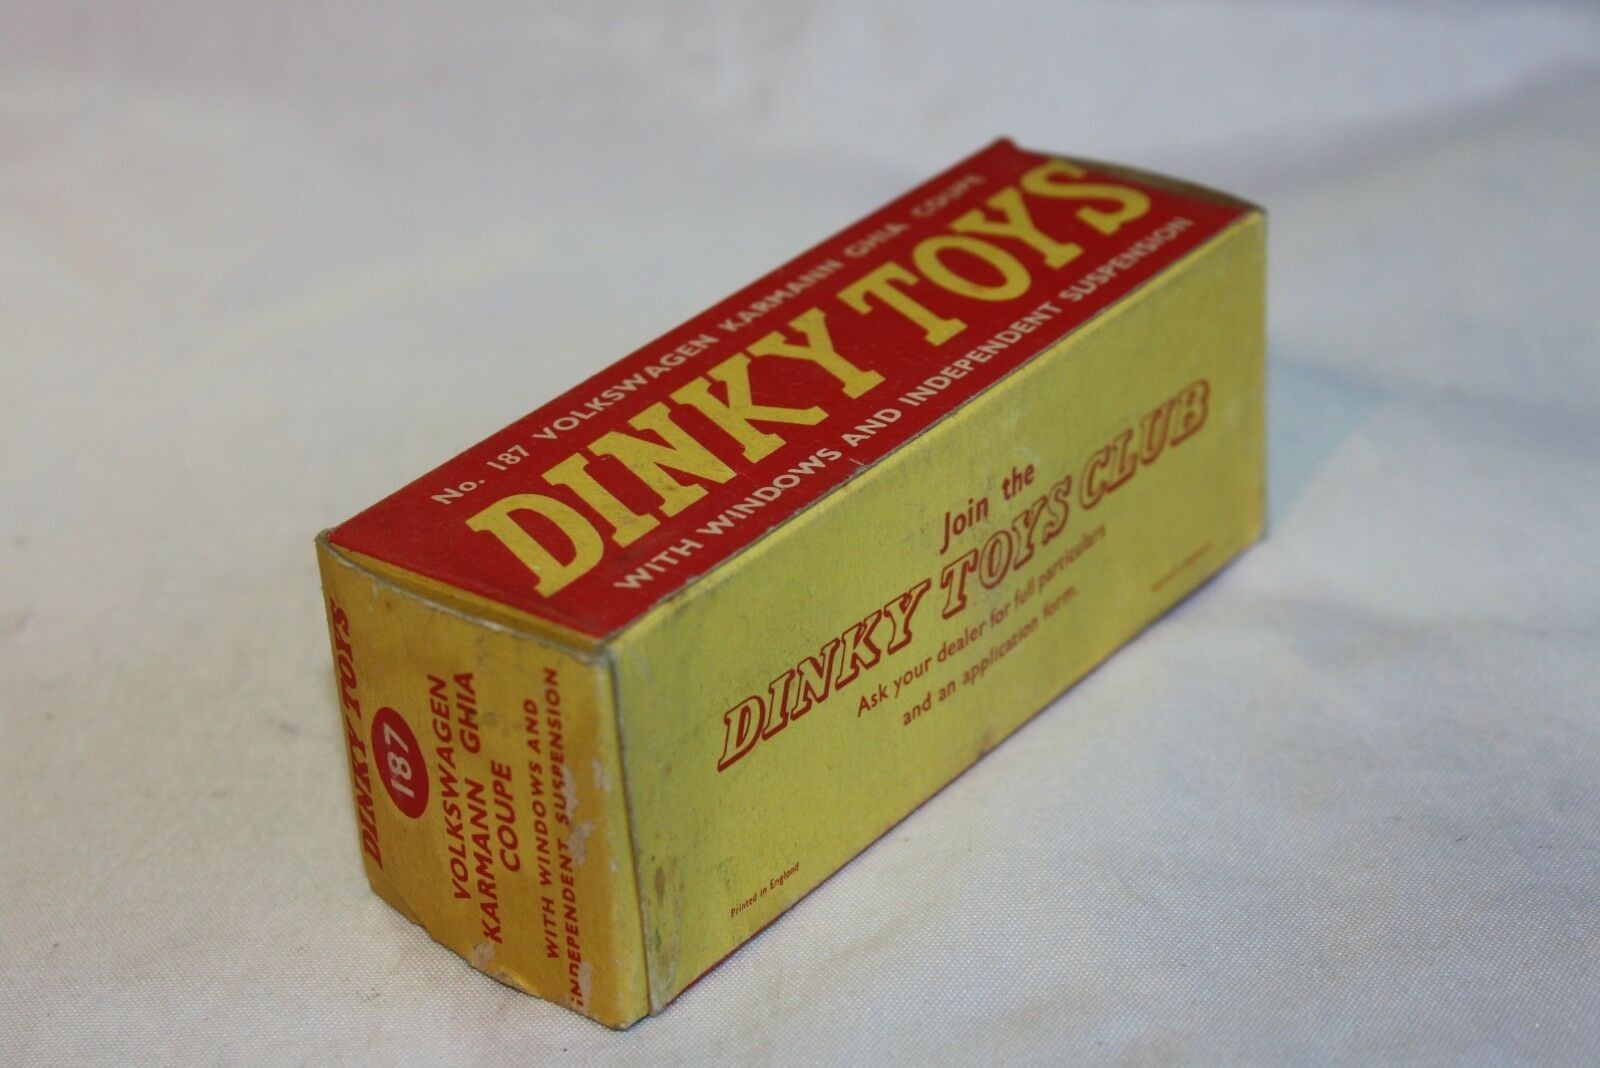 No. 187 VOLKSWAGEN KARMANN GHIA COUPE
DINKY TOYS
WITH WINDOWS AND INDEPENDENT SUSPENSION
Join the
DINKY TOYS CLUB
Ask your dealer for full particulars
and an application form.
Printed in England
DINKY TOYS
187
VOLKSWAGEN
KARMANN GHIA
COUPE
WITH WINDOWS AND
INDEPENDENT SUSPENSION